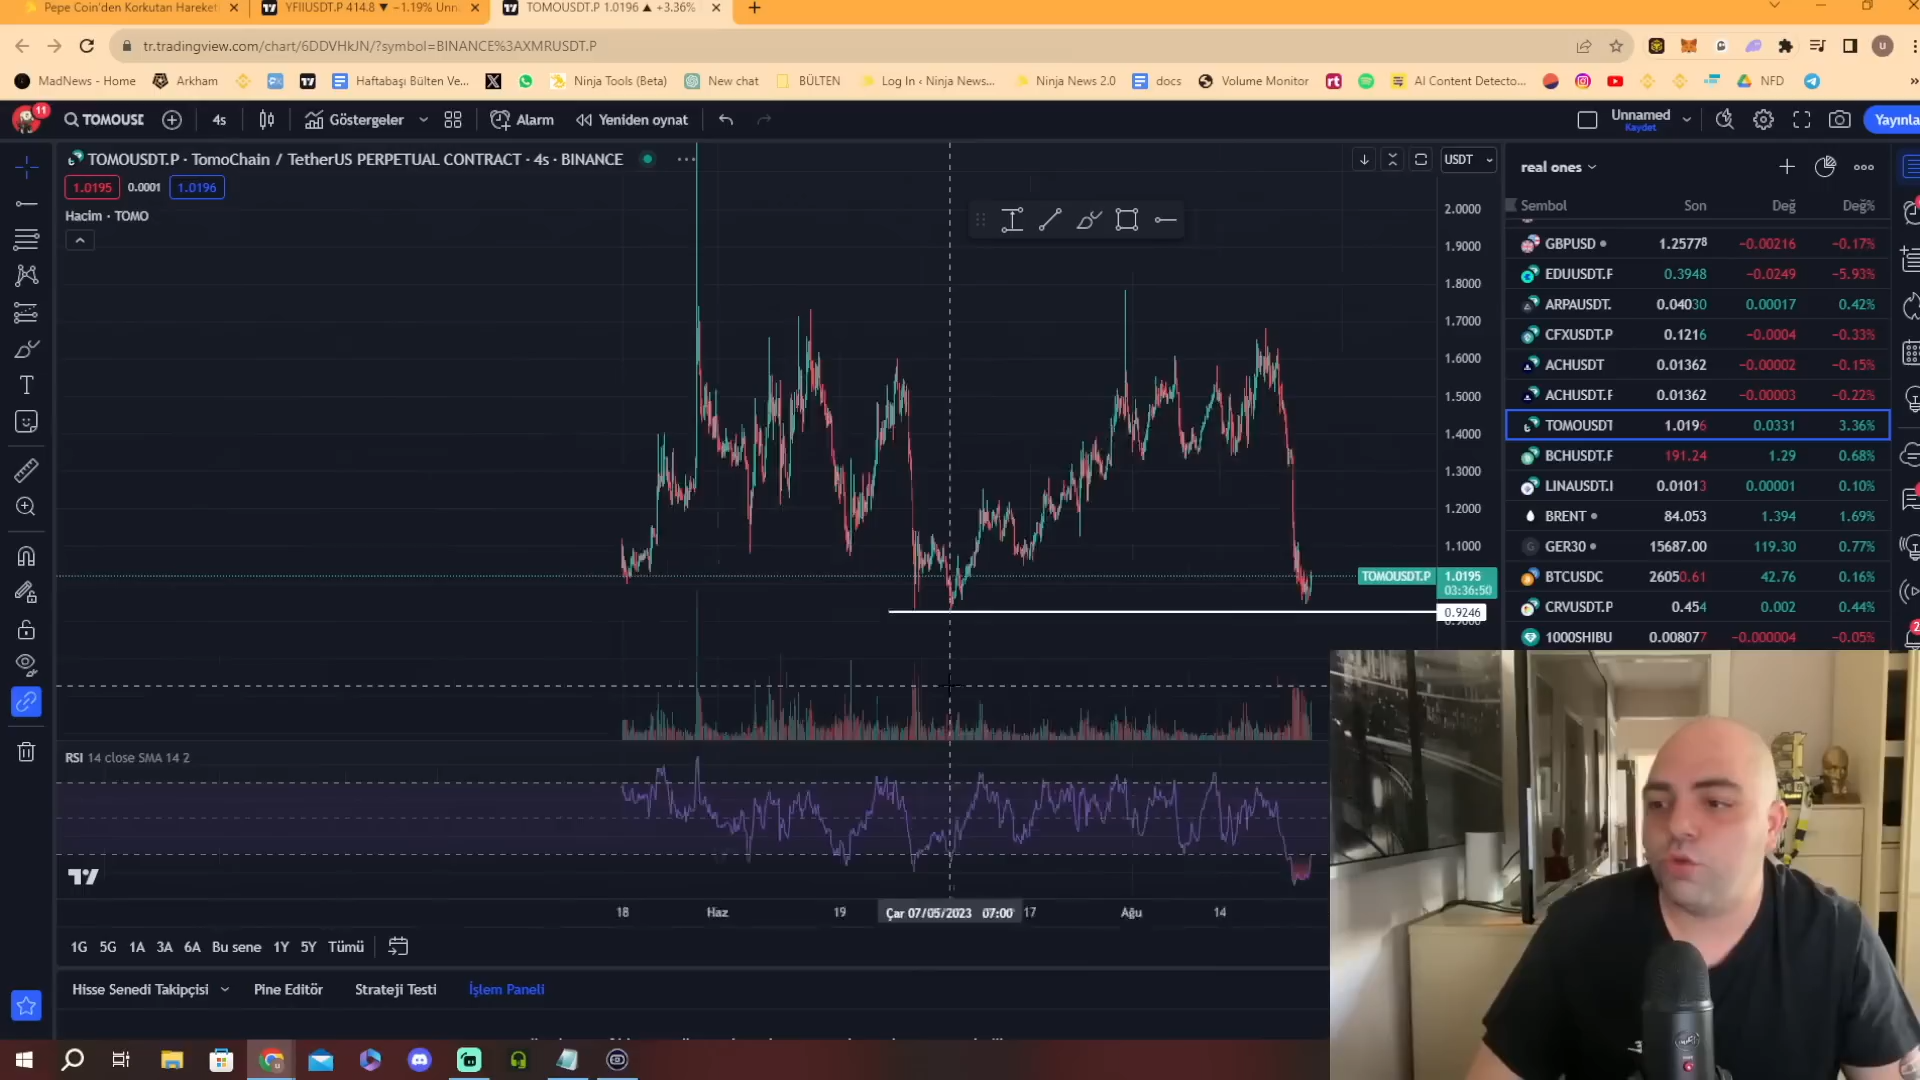 Pepe Coin'den Korkutan Hareket
YFIIUSDT.P 414.8 ▼ −1.19% Unn
TOMOUSDT.P 1.0196 ▲ +3.36%
tr.tradingview.com/chart/6DDVHkJN/?symbol=BINANCE%3AXMRUSDT.P
MadNews - Home
Arkham
Haftabaşı Bülten Ve...
Ninja Tools (Beta)
New chat
BÜLTEN
Log In ‹ Ninja News...
Ninja News 2.0
docs
Volume Monitor
AI Content Detecto...
NFD
»
11
TOMOUSD
4s
Göstergeler
Alarm
Yeniden oynat
Unnamed
Kaydet
Yayınla
TOMOUSDT.P · TomoChain / TetherUS PERPETUAL CONTRACT · 4s · BINANCE
USDT
1.0195
0.0001
1.0196
Hacim · TOMO
2.0000
1.9000
1.8000
1.7000
1.6000
1.5000
1.4000
1.3000
1.2000
1.1000
TOMOUSDT.P
1.0195
03:36:50
0.9246
RSI 14 close SMA 14 2
18
Haz
19
Çar 07/05/2023 07:00
17
Ağu
14
1G
5G
1A
3A
6A
Bu sene
1Y
5Y
Tümü
Hisse Senedi Takipçisi
Pine Editör
Strateji Testi
İşlem Paneli
real ones
Sembol Son Değ Değ%
GBPUSD 1.25778 −0.00216 −0.17%
EDUUSDT.P 0.3948 −0.0249 −5.93%
ARPAUSDT. 0.04030 0.00017 0.42%
CFXUSDT.P 0.1216 −0.0004 −0.33%
ACHUSDT 0.01362 −0.00002 −0.15%
ACHUSDT.P 0.01362 −0.00003 −0.22%
TOMOUSDT 1.0196 0.0331 3.36%
BCHUSDT.P 191.24 1.29 0.68%
LINAUSDT.I 0.01013 0.00001 0.10%
BRENT 84.053 1.394 1.69%
GER30 15687.00 119.30 0.77%
BTCUSDC 26050.61 42.76 0.16%
CRVUSDT.P 0.454 0.002 0.44%
1000SHIBU 0.008077 −0.000004 −0.05%